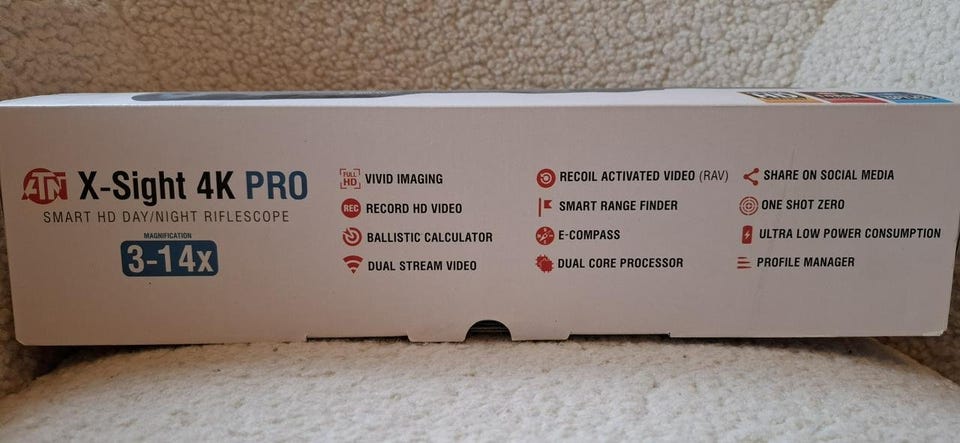 ATN X-Sight 4K PRO
SMART HD DAY/NIGHT RIFLESCOPE
MAGNIFICATION
3-14x
FULL HD VIVID IMAGING
REC RECORD HD VIDEO
BALLISTIC CALCULATOR
DUAL STREAM VIDEO
RECOIL ACTIVATED VIDEO (RAV)
SMART RANGE FINDER
E-COMPASS
DUAL CORE PROCESSOR
SHARE ON SOCIAL MEDIA
ONE SHOT ZERO
ULTRA LOW POWER CONSUMPTION
PROFILE MANAGER